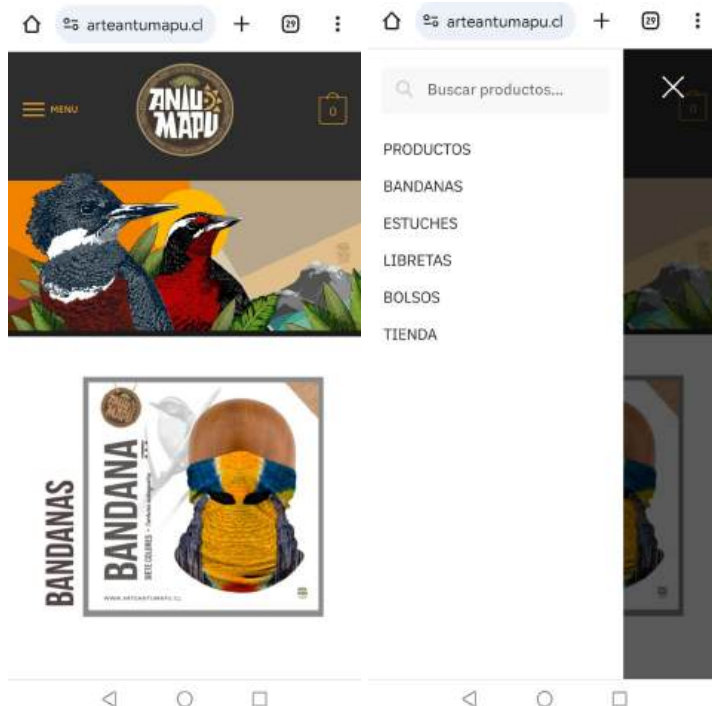 arteantumapu.cl
29
MENU
ANTU
MAPU
0
BANDANAS
BANDANA
SIETE COLORES
WWW.ARTEANTUMAPU.CL
arteantumapu.cl
29
Buscar productos...
0
PRODUCTOS
BANDANAS
ESTUCHES
LIBRETAS
BOLSOS
TIENDA